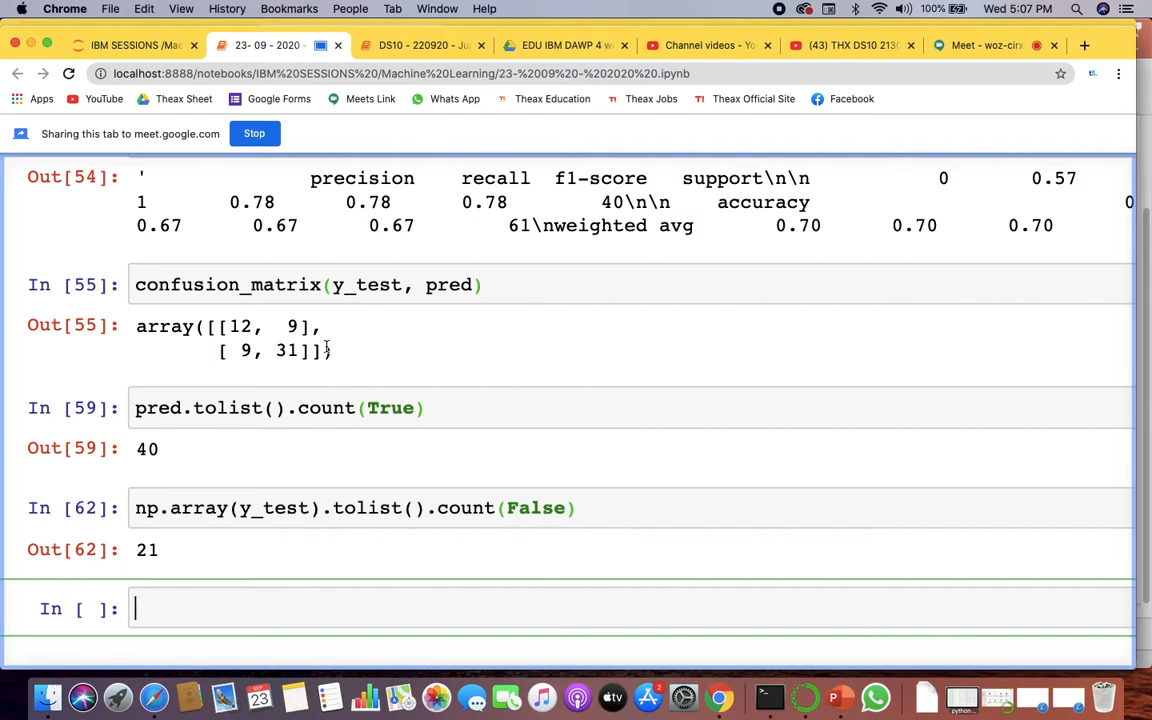 Chrome File Edit View History Bookmarks People Tab Window Help 100% Wed 5:07 PM
IBM SESSIONS /Mac 23- 09 - 2020 - DS10 - 220920 - Ju EDU IBM DAWP 4 w Channel videos - Yo (43) THX DS10 2130 Meet - woz-cirx
localhost:8888/notebooks/IBM%20SESSIONS%20/Machine%20Learning/23-%2009%20-%202020%20.ipynb
Apps YouTube Theax Sheet Google Forms Meets Link Whats App Theax Education Theax Jobs Theax Official Site Facebook
Sharing this tab to meet.google.com Stop
Out[54]: ' precision recall f1-score support\n\n 0 0.57
1 0.78 0.78 0.78 40\n\n accuracy 0
0.67 0.67 0.67 61\nweighted avg 0.70 0.70 0.70
In [55]: confusion_matrix(y_test, pred)
Out[55]: array([[12, 9],
[ 9, 31]])
In [59]: pred.tolist().count(True)
Out[59]: 40
In [62]: np.array(y_test).tolist().count(False)
Out[62]: 21
In [ ]: